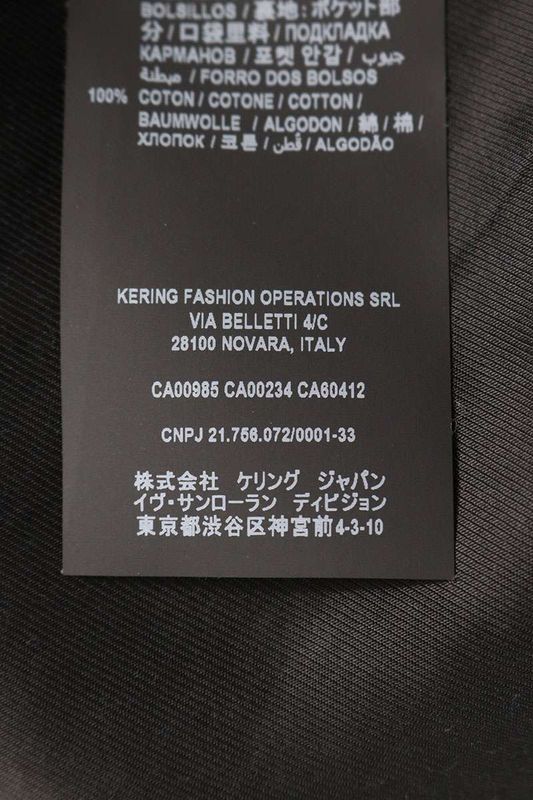 BOLSILLOS / 裏地:ポケット部
分 / 口袋里料 / ПОДКЛАДКА
КАРМАНОВ / 포켓 안감 / جيوب
مبطنة / FORRO DOS BOLSOS
100% COTON / COTONE / COTTON /
BAUMWOLLE / ALGODON / 綿 / 棉 /
ХЛОПОК / 코튼 / قطن / ALGODÃO
KERING FASHION OPERATIONS SRL
VIA BELLETTI 4/C
28100 NOVARA, ITALY
CA00985 CA00234 CA60412
CNPJ 21.756.072/0001-33
株式会社 ケリング ジャパン
イヴ・サンローラン ディビジョン
東京都渋谷区神宮前4-3-10